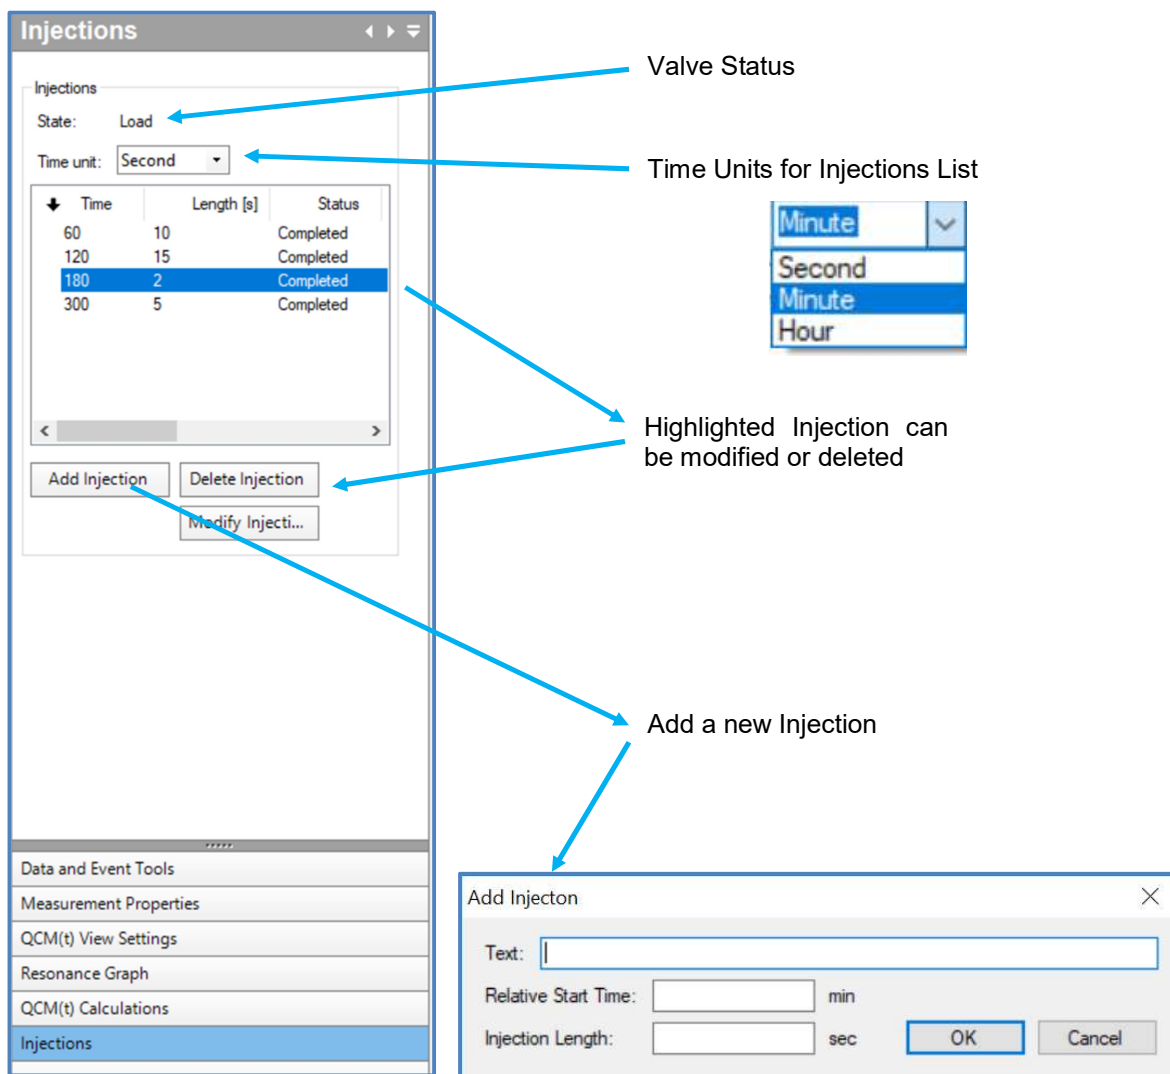 Injections
Injections
State: Load
Time unit: Second
Time Length [s] Status
60 10 Completed
120 15 Completed
180 2 Completed
300 5 Completed
Add Injection Delete Injection
Modify Injecti...
Data and Event Tools
Measurement Properties
QCM(t) View Settings
Resonance Graph
QCM(t) Calculations
Injections
Valve Status
Time Units for Injections List
Minute
Second
Minute
Hour
Highlighted Injection can
be modified or deleted
Add a new Injection
Add Injecton
Text:
Relative Start Time: min
Injection Length: sec OK Cancel